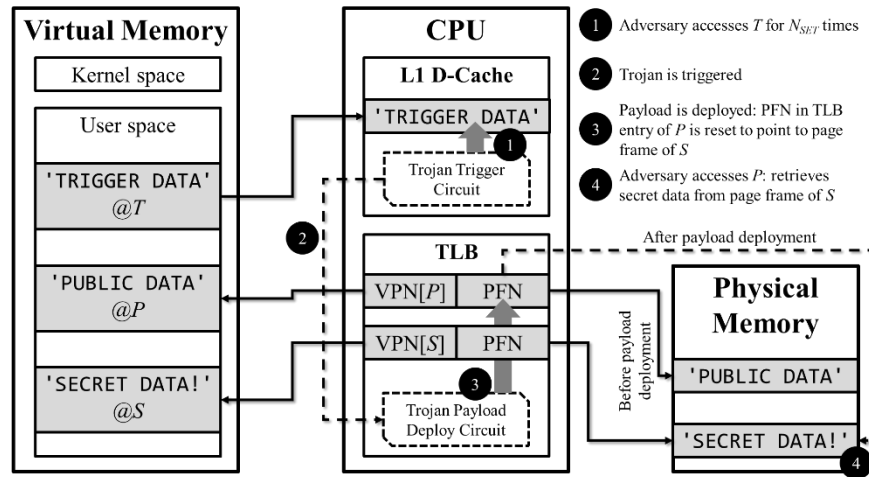 Virtual Memory
Kernel space
User space
'TRIGGER DATA'
@T
'PUBLIC DATA'
@P
'SECRET DATA!'
@S
CPU
L1 D-Cache
'TRIGGER DATA'
1
Trojan Trigger
Circuit
2
TLB
VPN[P] PFN
VPN[S] PFN
3
Trojan Payload
Deploy Circuit
1 Adversary accesses T for N_SET times
2 Trojan is triggered
3 Payload is deployed: PFN in TLB
entry of P is reset to point to page
frame of S
4 Adversary accesses P: retrieves
secret data from page frame of S
After payload deployment
Before payload
deployment
Physical
Memory
'PUBLIC DATA'
'SECRET DATA!'
4